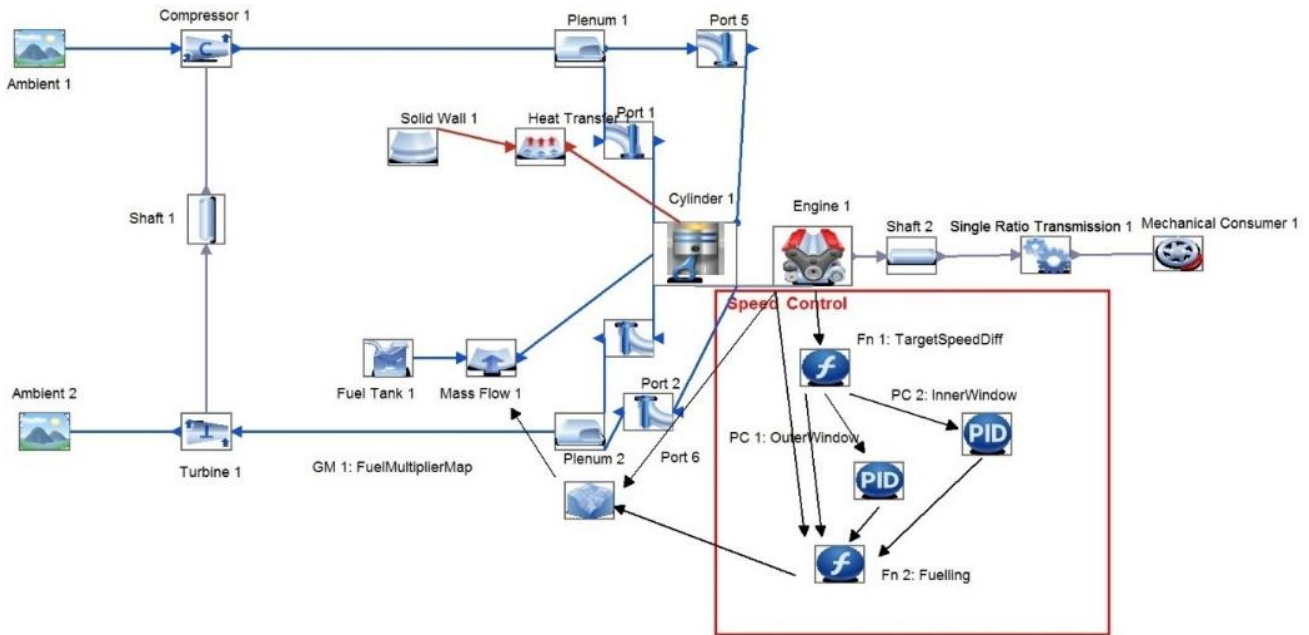 Compressor 1
Plenum 1
Port 5
C
Ambient 1
Solid Wall 1
Heat Transfer 1
Port 1
Cylinder 1
Engine 1
Shaft 1
Shaft 2
Single Ratio Transmission 1
Mechanical Consumer 1
Speed Control
Fn 1: TargetSpeedDiff
f
Fuel Tank 1
Mass Flow 1
Port 2
PC 2: InnerWindow
Ambient 2
PID
PC 1: OuterWindow
T
Turbine 1
GM 1: FuelMultiplierMap
Plenum 2
Port 6
PID
f
Fn 2: Fuelling